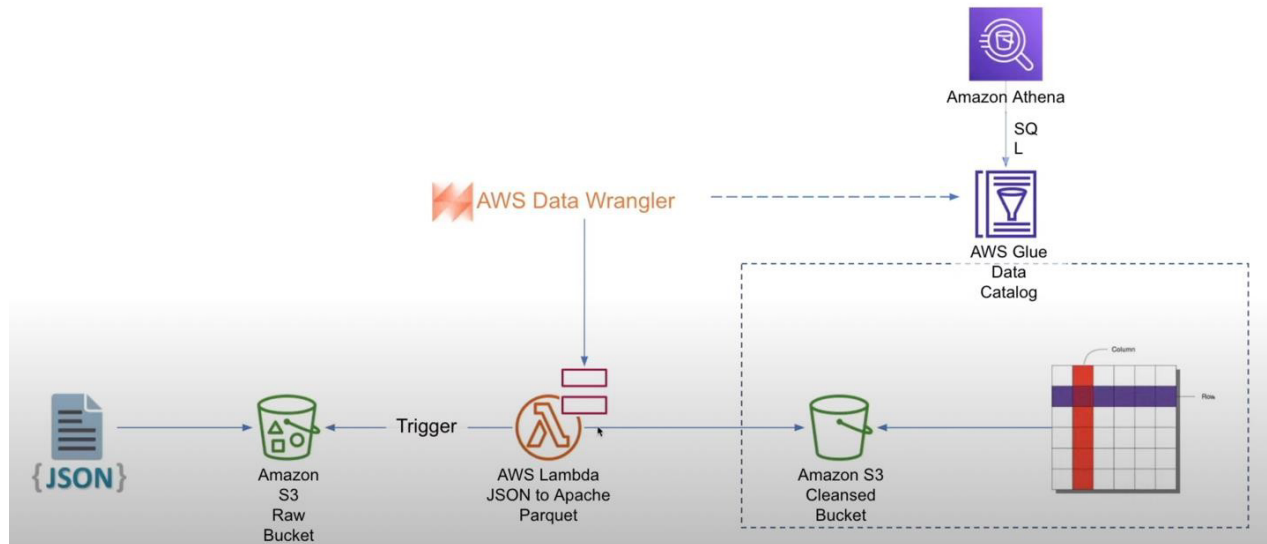 Amazon Athena
SQ
L
AWS Data Wrangler
AWS Glue
Data
Catalog
Column
Row
{JSON}
Amazon
S3
Raw
Bucket
Trigger
AWS Lambda
JSON to Apache
Parquet
Amazon S3
Cleansed
Bucket